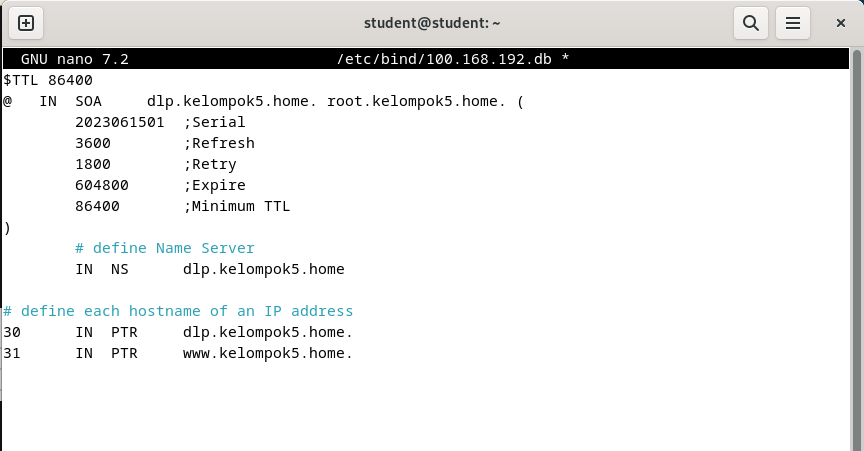 student@student: ~
GNU nano 7.2 /etc/bind/100.168.192.db *
$TTL 86400
@ IN SOA dlp.kelompok5.home. root.kelompok5.home. (
2023061501 ;Serial
3600 ;Refresh
1800 ;Retry
604800 ;Expire
86400 ;Minimum TTL
)
# define Name Server
IN NS dlp.kelompok5.home
# define each hostname of an IP address
30 IN PTR dlp.kelompok5.home.
31 IN PTR www.kelompok5.home.